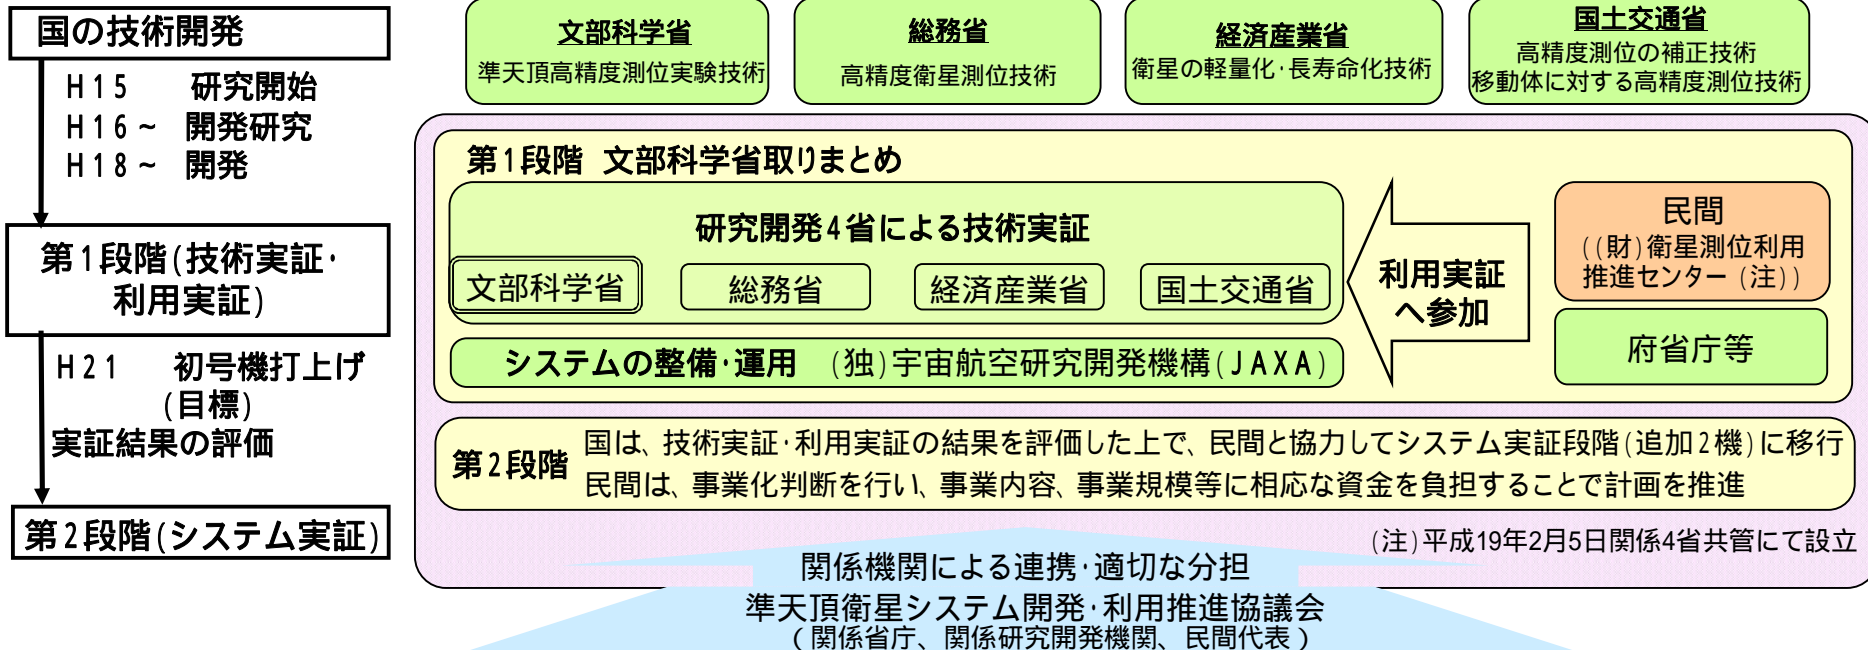 国の技術開発
H15 研究開始
H16~ 開発研究
H18~ 開発
第1段階(技術実証・
利用実証)
H21 初号機打上げ
(目標)
実証結果の評価
第2段階(システム実証)
文部科学省
準天頂高精度測位実験技術
総務省
高精度衛星測位技術
経済産業省
衛星の軽量化・長寿命化技術
国土交通省
高精度測位の補正技術
移動体に対する高精度測位技術
第1段階 文部科学省取りまとめ
研究開発4省による技術実証
文部科学省
総務省
経済産業省
国土交通省
システムの整備・運用 (独)宇宙航空研究開発機構(JAXA)
利用実証
へ参加
民間
((財)衛星測位利用
推進センター(注))
府省庁等
第2段階
国は、技術実証・利用実証の結果を評価した上で、民間と協力してシステム実証段階(追加2機)に移行
民間は、事業化判断を行い、事業内容、事業規模等に相応な資金を負担することで計画を推進
(注)平成19年2月5日関係4省共管にて設立
関係機関による連携・適切な分担
準天頂衛星システム開発・利用推進協議会
(関係省庁、関係研究開発機関、民間代表)